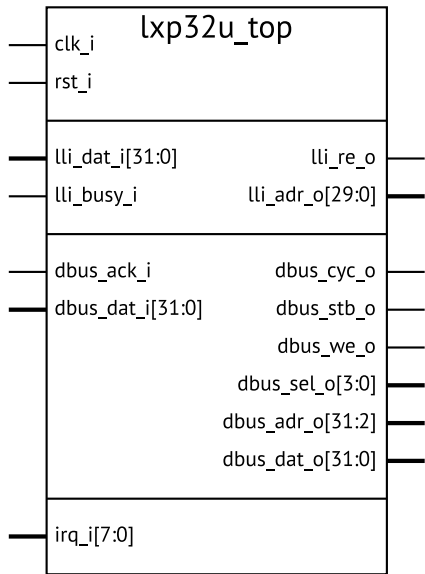 lxp32u_top
clk_i
rst_i
lli_dat_i[31:0] lli_re_o
lli_busy_i lli_adr_o[29:0]
dbus_ack_i dbus_cyc_o
dbus_dat_i[31:0] dbus_stb_o
dbus_we_o
dbus_sel_o[3:0]
dbus_adr_o[31:2]
dbus_dat_o[31:0]
irq_i[7:0]